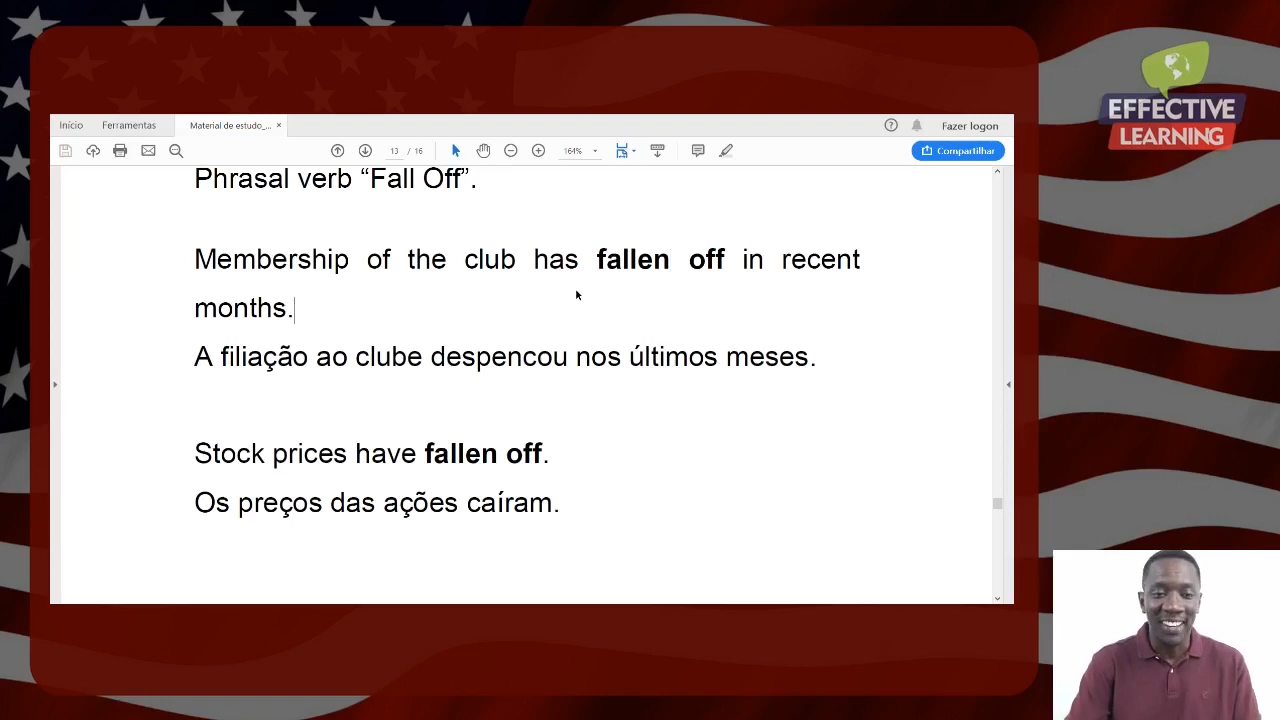 EFFECTIVE
LEARNING
Início Ferramentas Material de estudo_... × Fazer logon
13 / 16 164% Compartilhar
Phrasal verb “Fall Off”.
Membership of the club has fallen off in recent
months.
A filiação ao clube despencou nos últimos meses.
Stock prices have fallen off.
Os preços das ações caíram.